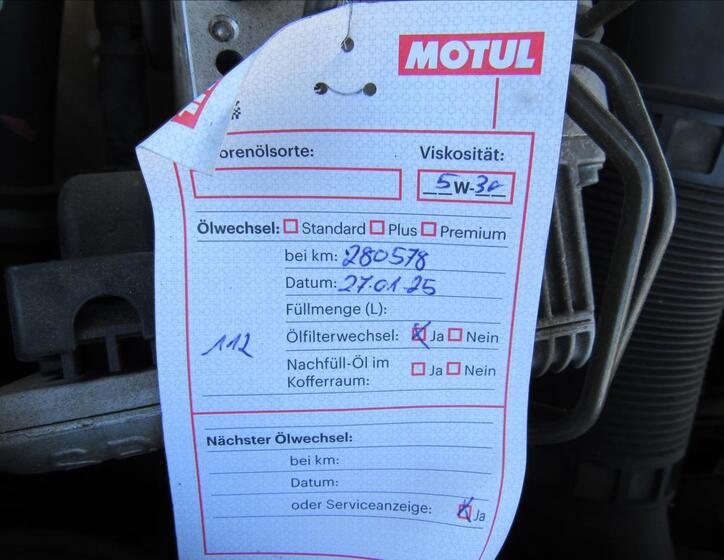 MOTUL
orenölsorte: Viskosität:
5W-30
Ölwechsel: Standard Plus Premium
bei km: 280578
Datum: 27.01.25
Füllmenge (L):
Ölfilterwechsel: Ja Nein
112
Nachfüll-Öl im Ja Nein
Kofferraum:
Nächster Ölwechsel:
bei km:
Datum:
oder Serviceanzeige: Ja